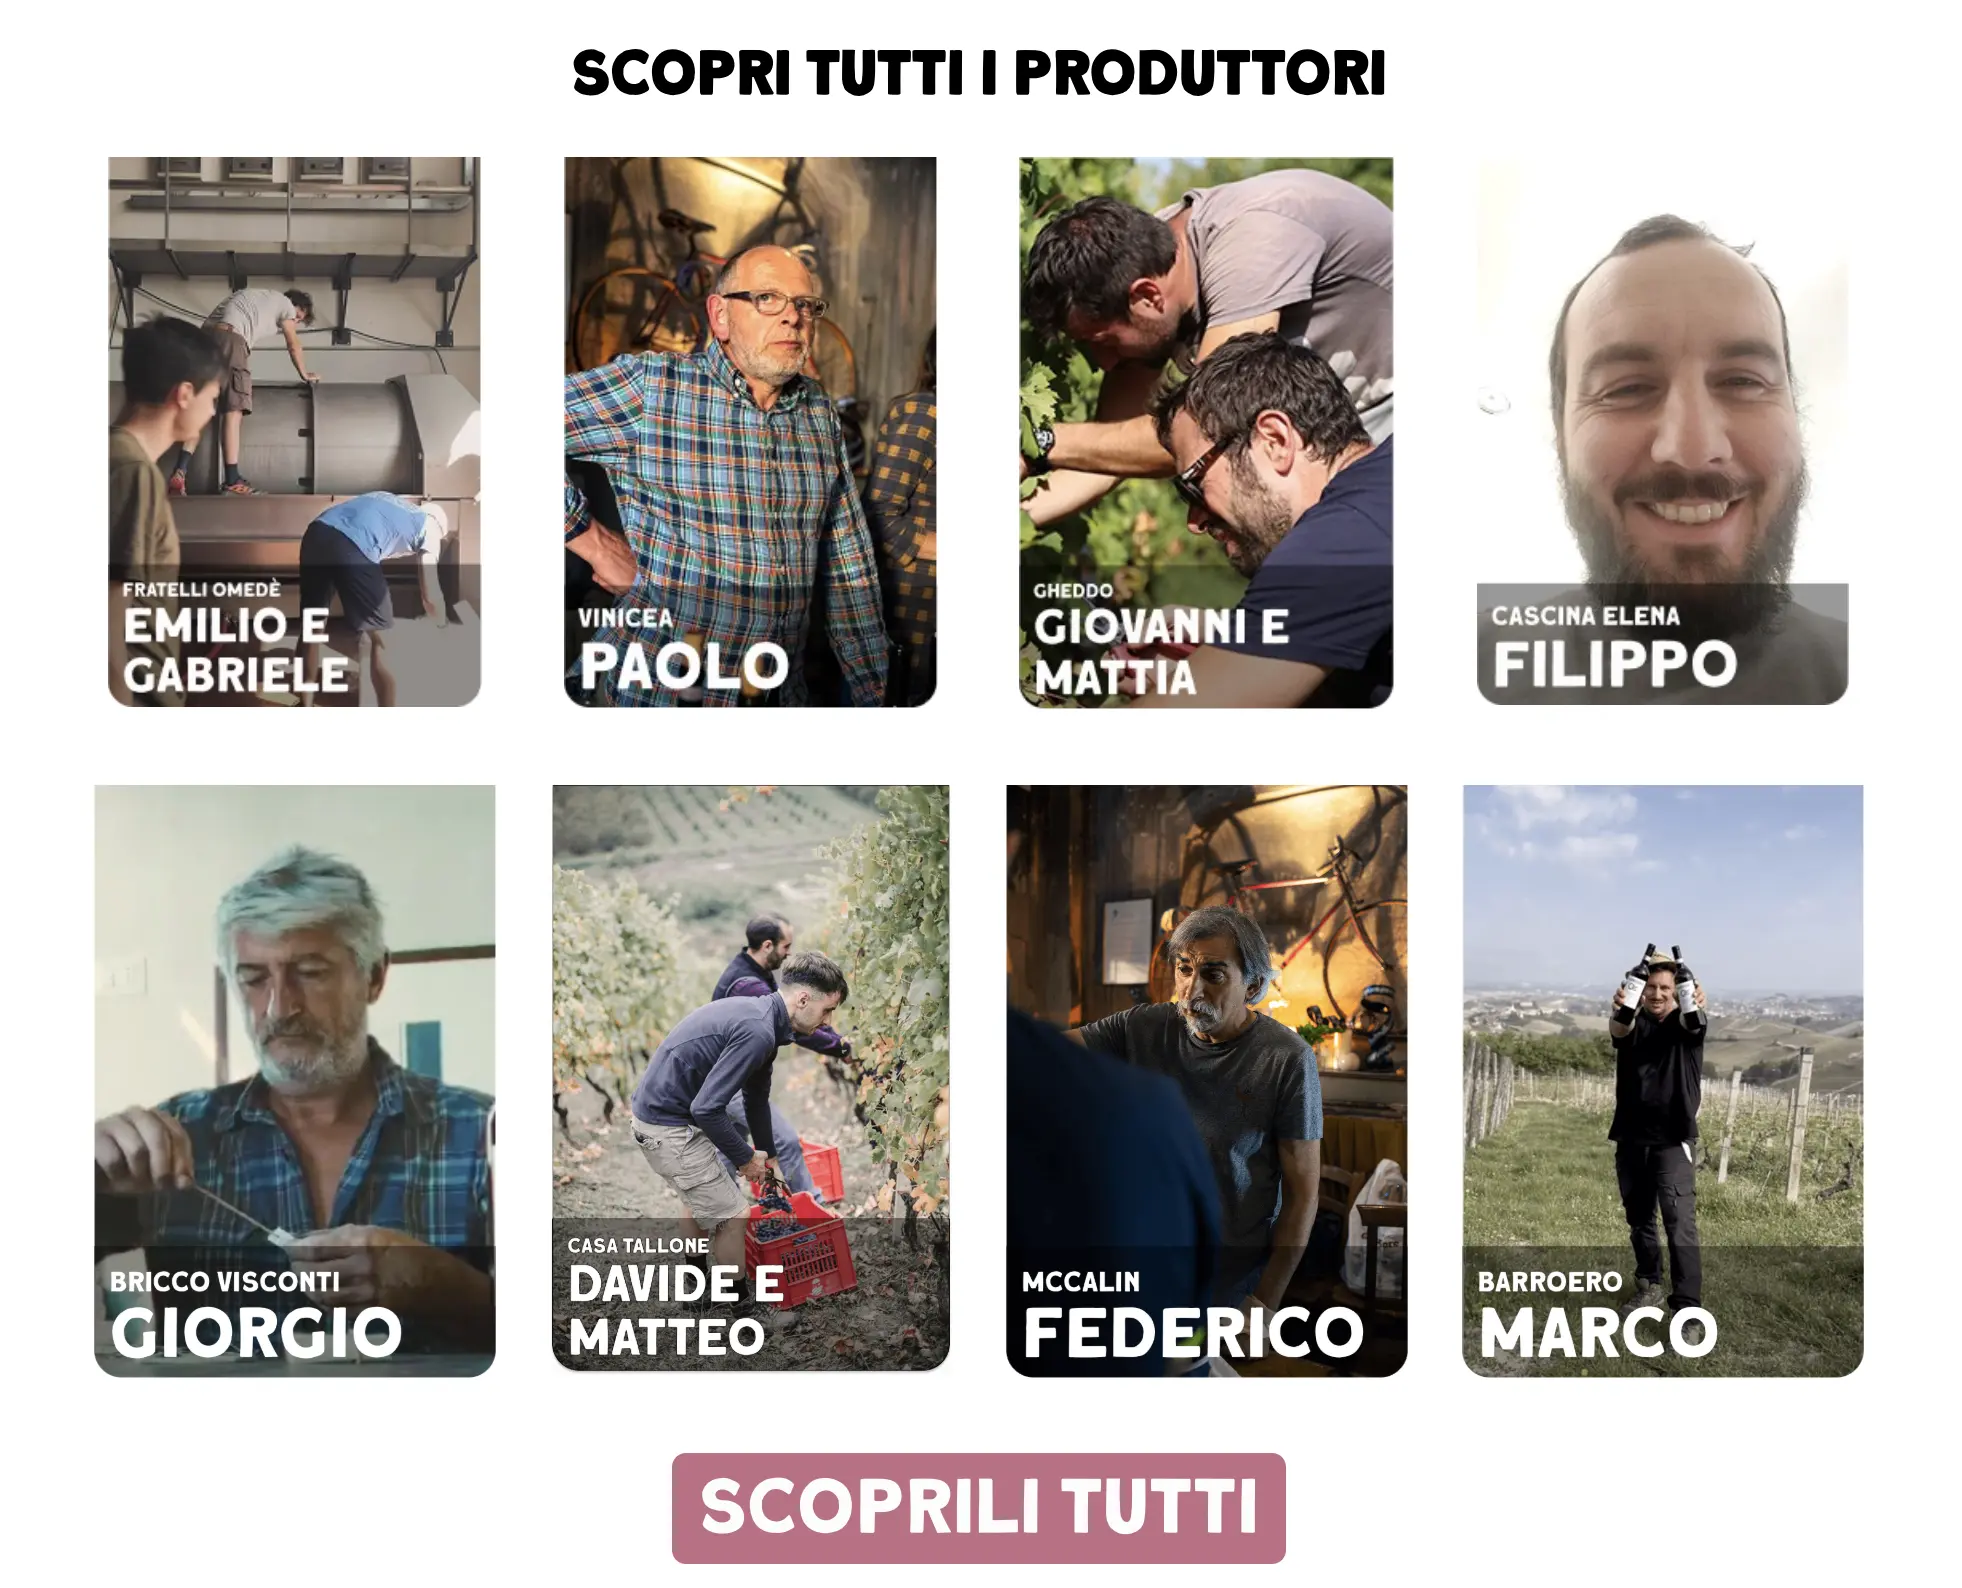 SCOPRI TUTTI I PRODUTTORI
FRATELLI OMEDÈ
EMILIO E
GABRIELE
VINICEA
PAOLO
GHEDDO
GIOVANNI E
MATTIA
CASCINA ELENA
FILIPPO
BRICCO VISCONTI
GIORGIO
CASA TALLONE
DAVIDE E
MATTEO
MCCALIN
FEDERICO
BARROERO
MARCO
SCOPRILI TUTTI